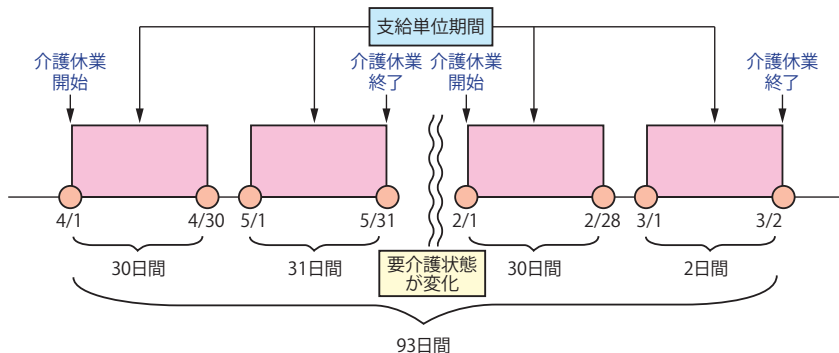 支給単位期間
介護休業
開始
介護休業
終了
介護休業
開始
介護休業
終了
4/1
4/30
5/1
5/31
2/1
2/28
3/1
3/2
30日間
31日間
要介護状態
が変化
30日間
2日間
93日間